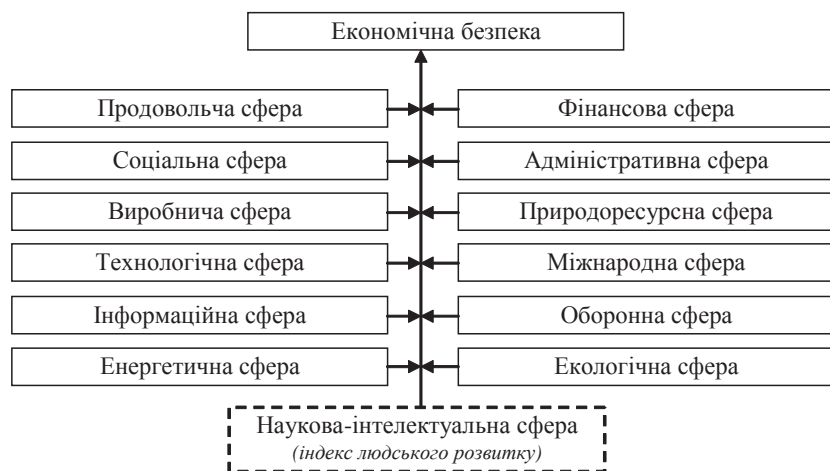 Економічна безпека
Продовольча сфера
Фінансова сфера
Соціальна сфера
Адміністративна сфера
Виробнича сфера
Природоресурсна сфера
Технологічна сфера
Міжнародна сфера
Інформаційна сфера
Оборонна сфера
Енергетична сфера
Екологічна сфера
Наукова-інтелектуальна сфера
(індекс людського розвитку)